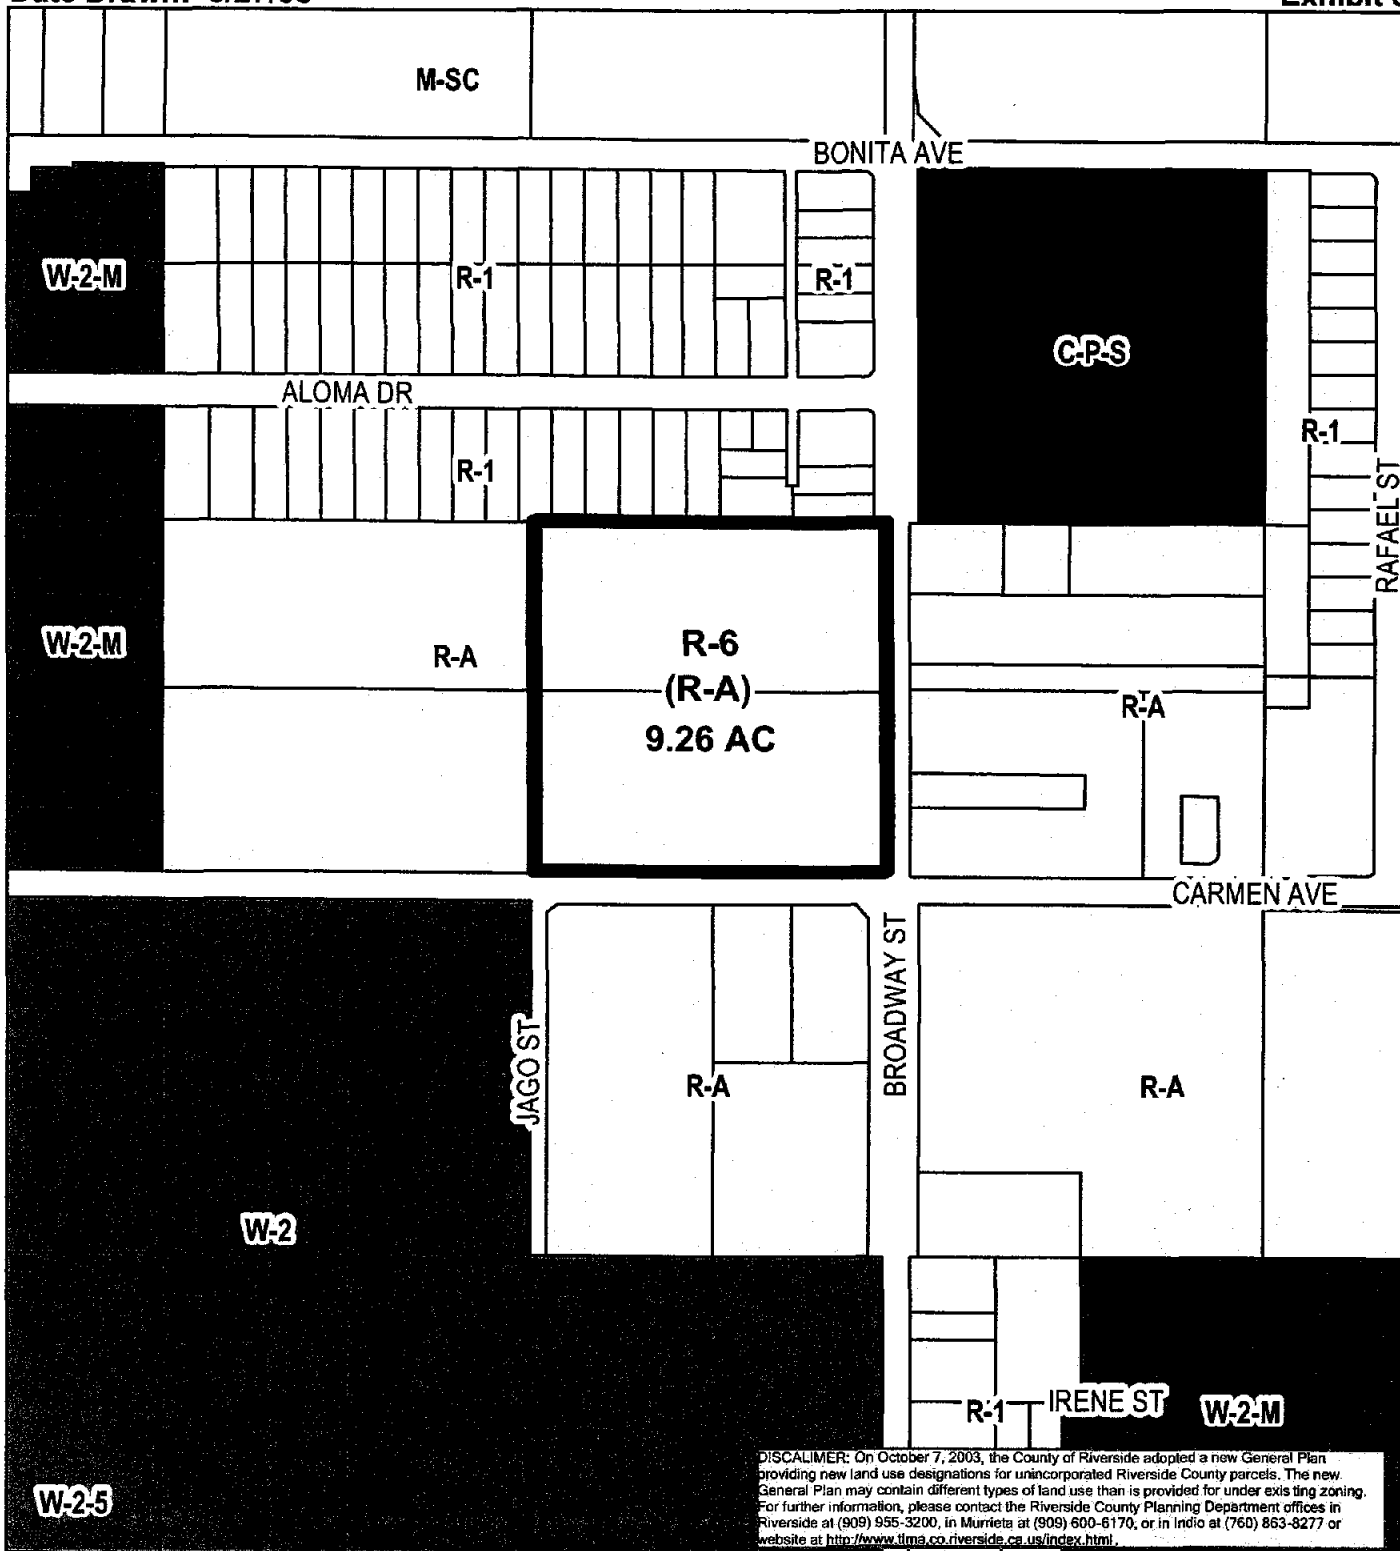 M-SC
BONITA AVE
W-2-M
R-1
R-1
C-P-S
ALOMA DR
R-1
R-1
RAFAEL ST
W-2-M
R-A
R-6
(R-A)
9.26 AC
R-A
CARMEN AVE
JAGO ST
BROADWAY ST
R-A
R-A
W-2
R-1
IRENE ST
W-2-M
W-2-5
DISCALIMER: On October 7, 2003, the County of Riverside adopted a new General Plan
providing new land use designations for unincorporated Riverside County parcels. The new
General Plan may contain different types of land use than is provided for under existing zoning.
For further information, please contact the Riverside County Planning Department offices in
Riverside at (909) 955-3200, in Murrieta at (909) 600-6170, or in Indio at (760) 863-8277 or
website at http://www.tlma.co.riverside.ca.us/index.html.